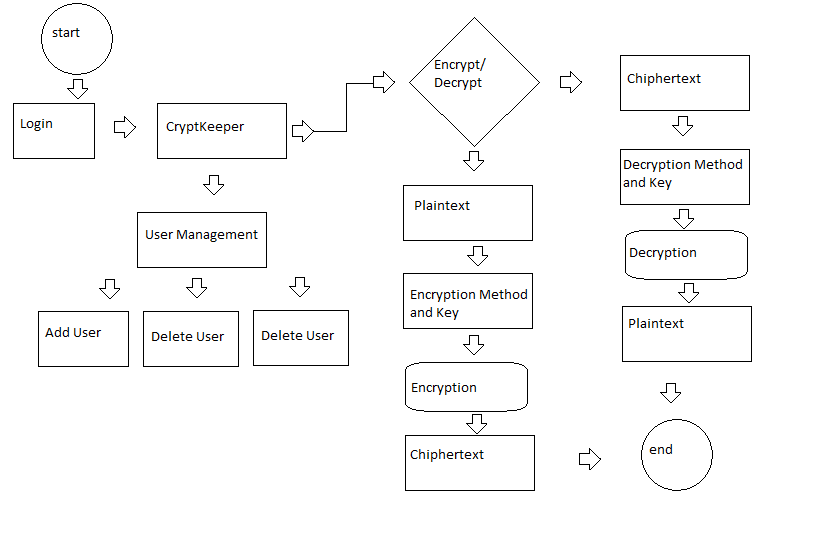 start
Login
CryptKeeper
User Management
Add User
Delete User
Delete User
Encrypt/
Decrypt
Plaintext
Encryption Method
and Key
Encryption
Chiphertext
Chiphertext
Decryption Method
and Key
Decryption
Plaintext
end